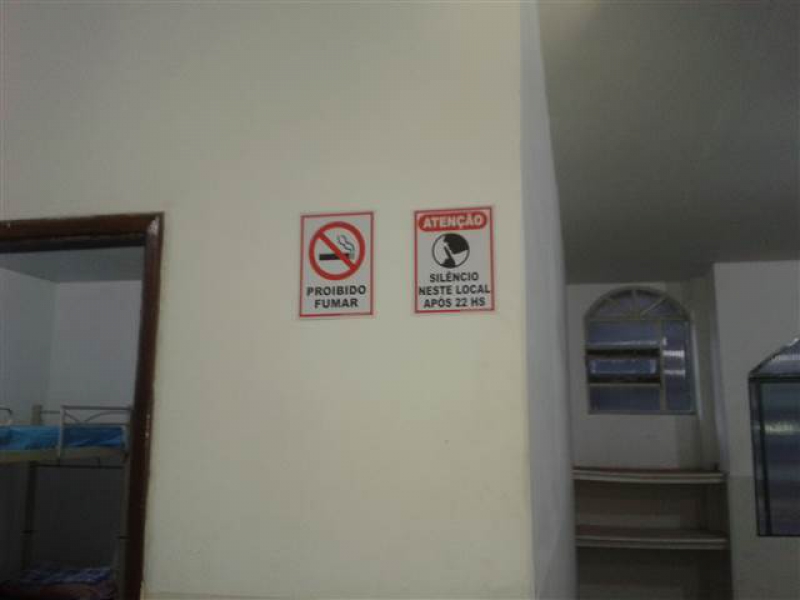 PROIBIDO
FUMAR
ATENÇÃO
SILÊNCIO
NESTE LOCAL
APÓS 22 HS